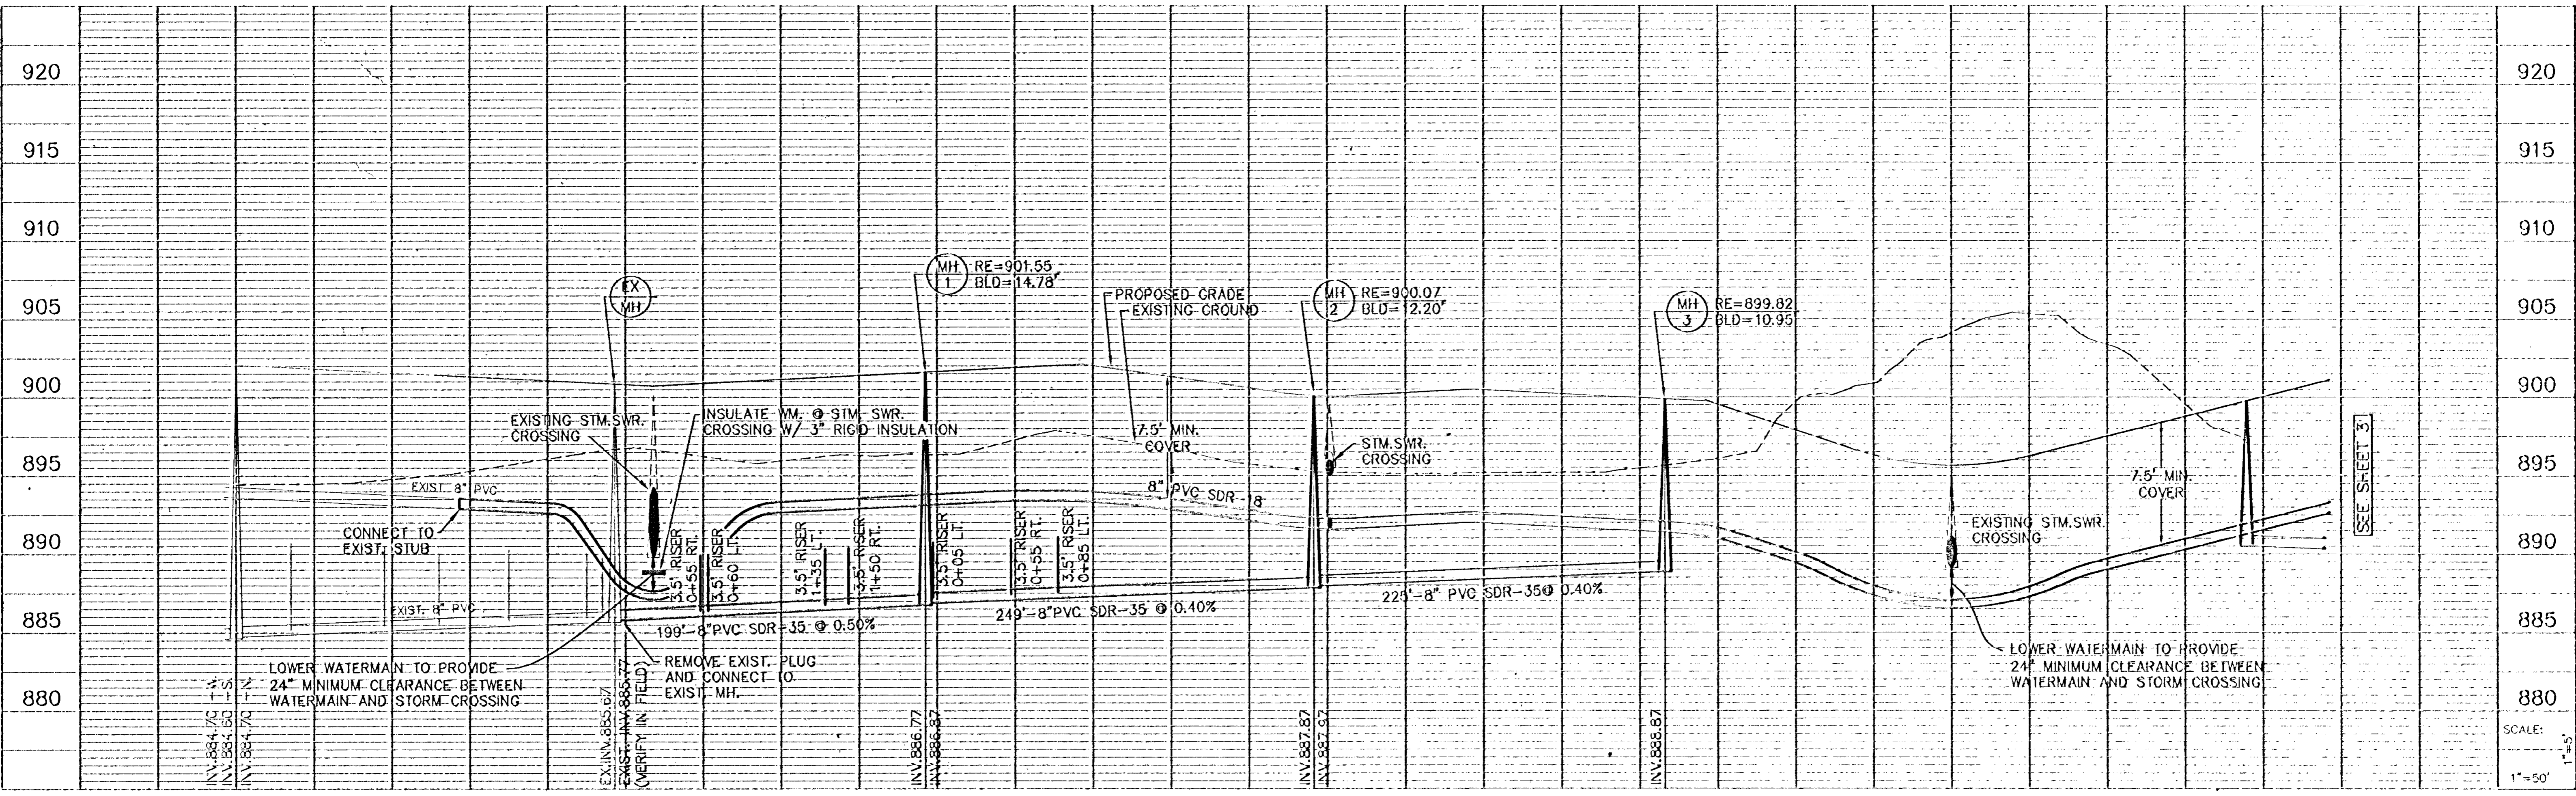 920
915
910
905
900
895
890
885
880
920
915
910
905
900
895
890
885
880
SCALE:
1"=5'
1"=50'
EX
MH
MH
1
RE=901.55
BLD=14.78'
PROPOSED GRADE
EXISTING GROUND
MH
2
RE=900.07
BLD=12.20'
MH
3
RE=899.82
BLD=10.95'
EXISTING STM.SWR.
CROSSING
INSULATE WM. @ STM. SWR.
CROSSING W/ 3" RIGID INSULATION
7.5' MIN.
COVER
STM.SWR.
CROSSING
EXIST. 8" PVC
CONNECT TO
EXIST. STUB
8" PVC SDR-18
3.5' RISER
0+55 RT.
3.5' RISER
0+60 LT.
3.5' RISER
1+35 LT.
3.5' RISER
1+50 RT.
3.5' RISER
0+05 LT.
3.5' RISER
0+55 RT.
3.5' RISER
0+85 LT.
7.5' MIN.
COVER
EXISTING STM.SWR.
CROSSING
SEE SHEET 3
EXIST. 8" PVC
199'-8"PVC SDR-35 @ 0.50%
249'-8"PVC SDR-35 @ 0.40%
225'-8" PVC SDR-35@ 0.40%
LOWER WATERMAIN TO PROVIDE
24" MINIMUM CLEARANCE BETWEEN
WATERMAIN AND STORM CROSSING
REMOVE EXIST. PLUG
AND CONNECT TO
EXIST. MH.
LOWER WATERMAIN TO PROVIDE
24" MINIMUM CLEARANCE BETWEEN
WATERMAIN AND STORM CROSSING
INV.884.70 -W
INV.884.60 -S
INV.884.70 -N
EX.INV.885.67
EXIST. INV.885.77
(VERIFY IN FIELD)
INV.886.77
INV.886.87
INV.887.87
INV.887.97
INV.888.87